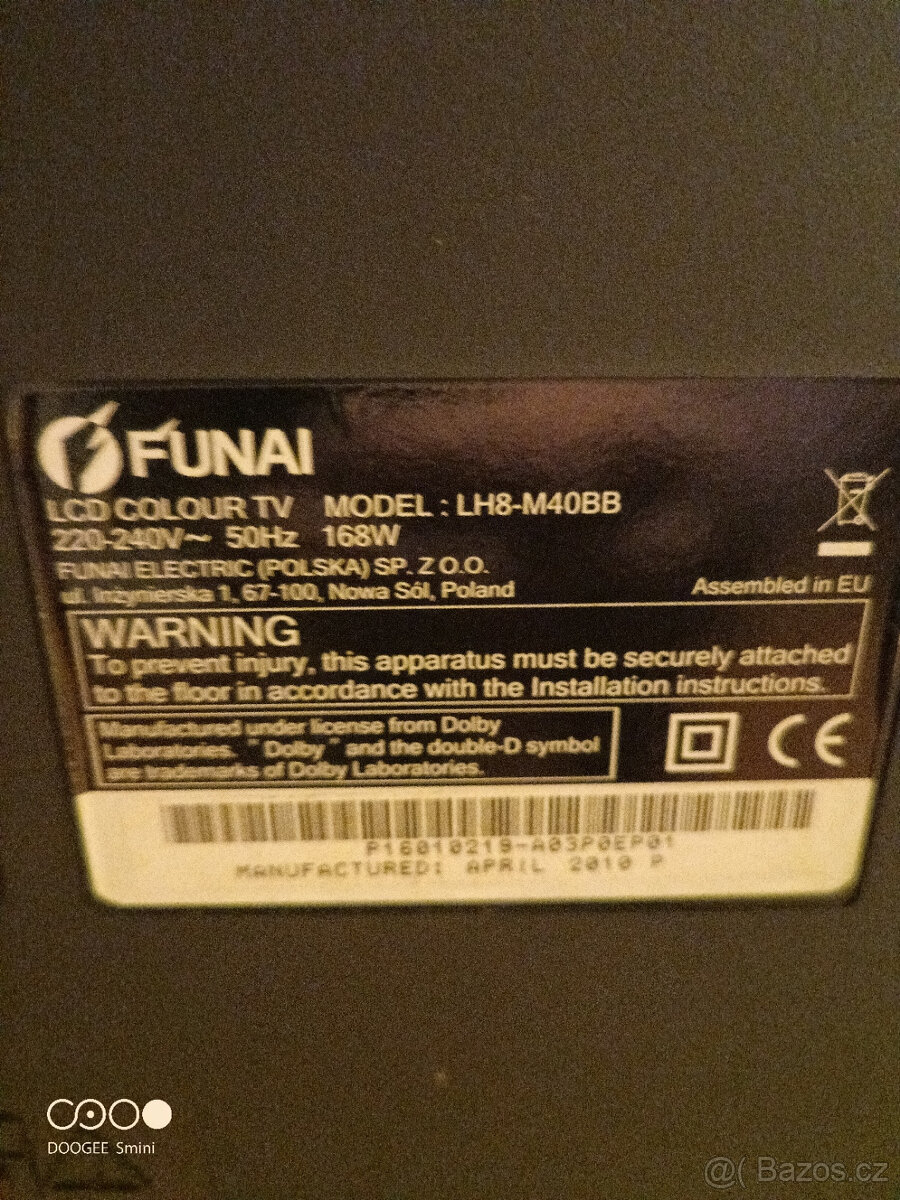 FUNAI
LCD COLOUR TV MODEL : LH8-M40BB
220-240V~ 50Hz 168W
FUNAI ELECTRIC (POLSKA) SP. Z O.O.
ul. Inżynierska 1, 67-100, Nowa Sól, Poland
Assembled in EU
WARNING
To prevent injury, this apparatus must be securely attached
to the floor in accordance with the Installation instructions.
Manufactured under license from Dolby
Laboratories. "Dolby" and the double-D symbol
are trademarks of Dolby Laboratories.
CE
P16010219-A03P0EP01
MANUFACTURED: APRIL 2010 P
DOOGEE Smini
@( Bazos.cz